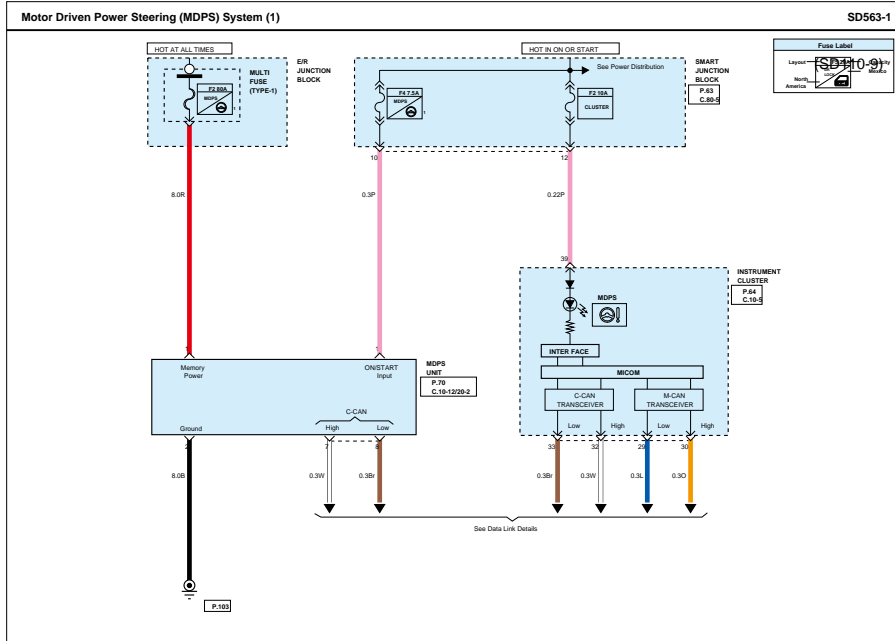 Motor Driven Power Steering (MDPS) System (1)
SD563-1
HOT AT ALL TIMES
HOT IN ON OR START
Fuse Label
Layout
North
America
LOCK
Mexico
E/R
JUNCTION
BLOCK
MULTI
FUSE
(TYPE-1)
F2 80A
MDPS
1
See Power Distribution
F4 7.5A
MDPS
1
F2 10A
CLUSTER
SMART
JUNCTION
BLOCK
P.63
C.80-5
10
12
8.0R
0.3P
0.22P
39
INSTRUMENT
CLUSTER
P.64
C.10-5
MDPS
INTER FACE
MICOM
C-CAN
TRANSCEIVER
M-CAN
TRANSCEIVER
Low
High
Low
High
33
32
29
30
1
1
Memory
Power
ON/START
Input
MDPS
UNIT
P.70
C.10-12/20-2
C-CAN
Ground
High
Low
2
7
8
8.0B
0.3W
0.3Br
0.3Br
0.3W
0.3L
0.3O
See Data Link Details
P.103